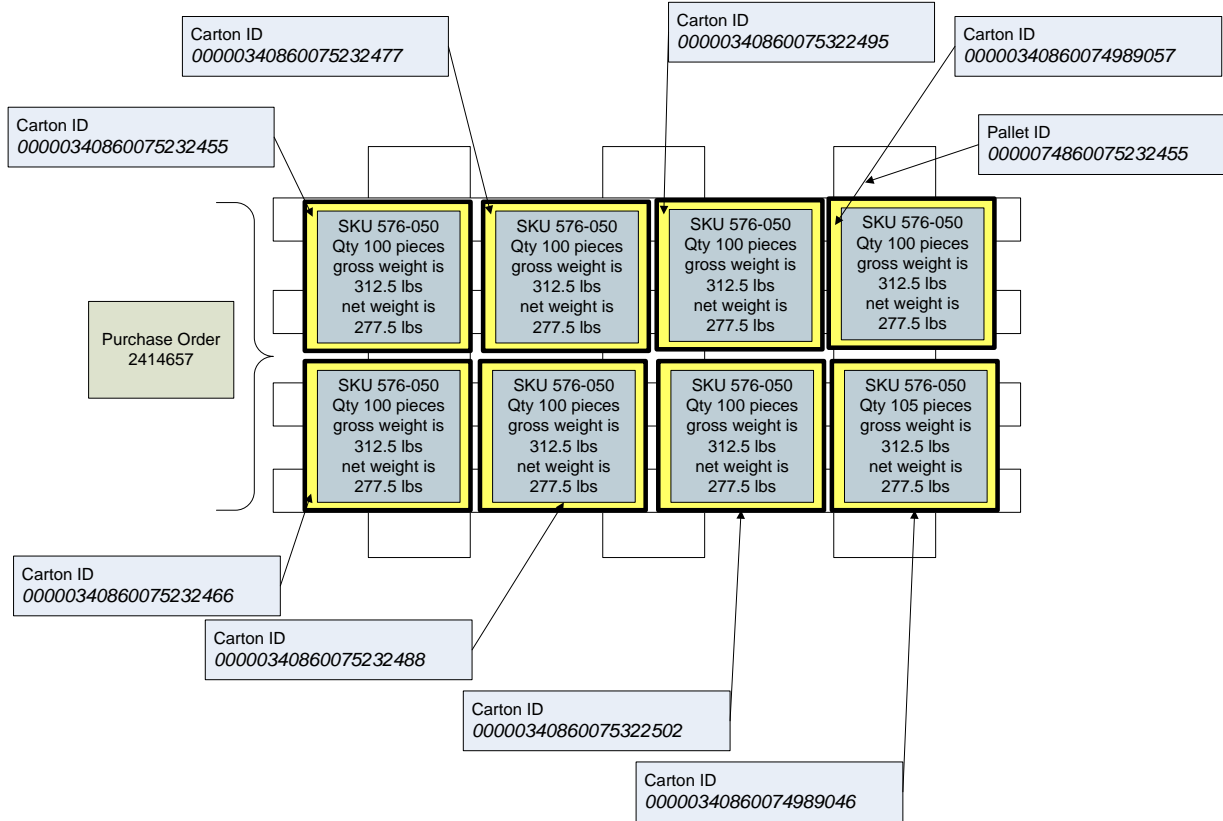 Carton ID
00000340860075232477
Carton ID
00000340860075322495
Carton ID
00000340860074989057
Carton ID
00000340860075232455
Pallet ID
0000074860075232455
SKU 576-050
Qty 100 pieces
gross weight is
312.5 lbs
net weight is
277.5 lbs
SKU 576-050
Qty 100 pieces
gross weight is
312.5 lbs
net weight is
277.5 lbs
SKU 576-050
Qty 100 pieces
gross weight is
312.5 lbs
net weight is
277.5 lbs
SKU 576-050
Qty 100 pieces
gross weight is
312.5 lbs
net weight is
277.5 lbs
Purchase Order
2414657
SKU 576-050
Qty 100 pieces
gross weight is
312.5 lbs
net weight is
277.5 lbs
SKU 576-050
Qty 100 pieces
gross weight is
312.5 lbs
net weight is
277.5 lbs
SKU 576-050
Qty 100 pieces
gross weight is
312.5 lbs
net weight is
277.5 lbs
SKU 576-050
Qty 105 pieces
gross weight is
312.5 lbs
net weight is
277.5 lbs
Carton ID
00000340860075232466
Carton ID
00000340860075232488
Carton ID
00000340860075322502
Carton ID
00000340860074989046